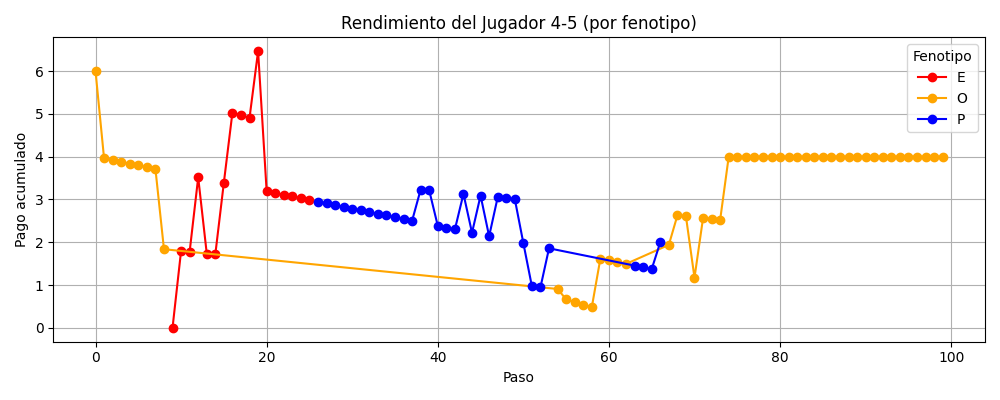 Rendimiento del Jugador 4-5 (por fenotipo)
Pago acumulado
6
5
4
3
2
1
0
0 20 40 60 80 100
Paso
Fenotipo
E
O
P